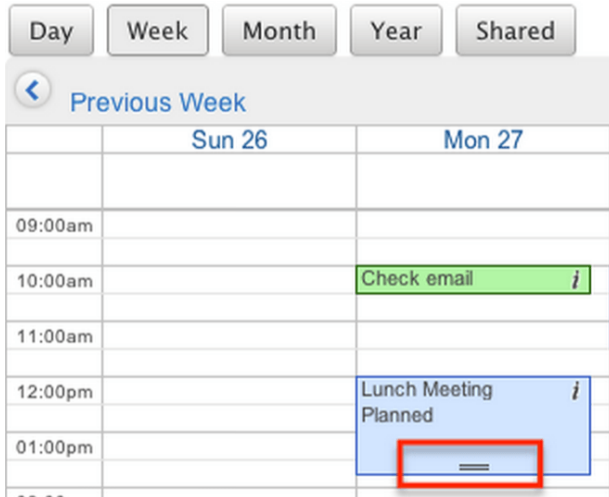 Day Week Month Year Shared
Previous Week
Sun 26 Mon 27
09:00am
10:00am Check email i
11:00am
12:00pm Lunch Meeting i
Planned
01:00pm